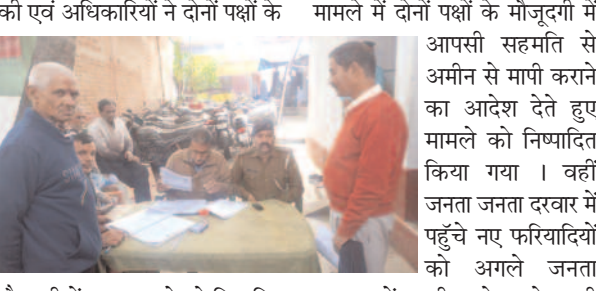 की एवं अधिकारियों ने दोनों पक्षों के
मामले में दोनों पक्षों के मौजूदगी में
आपसी सहमति से
अमीन से मापी कराने
का आदेश देते हुए
मामले को निष्पादित
किया गया । वहीं
जनता जनता दरवार में
पहुँचे नए फरियादियों
को अगले जनता